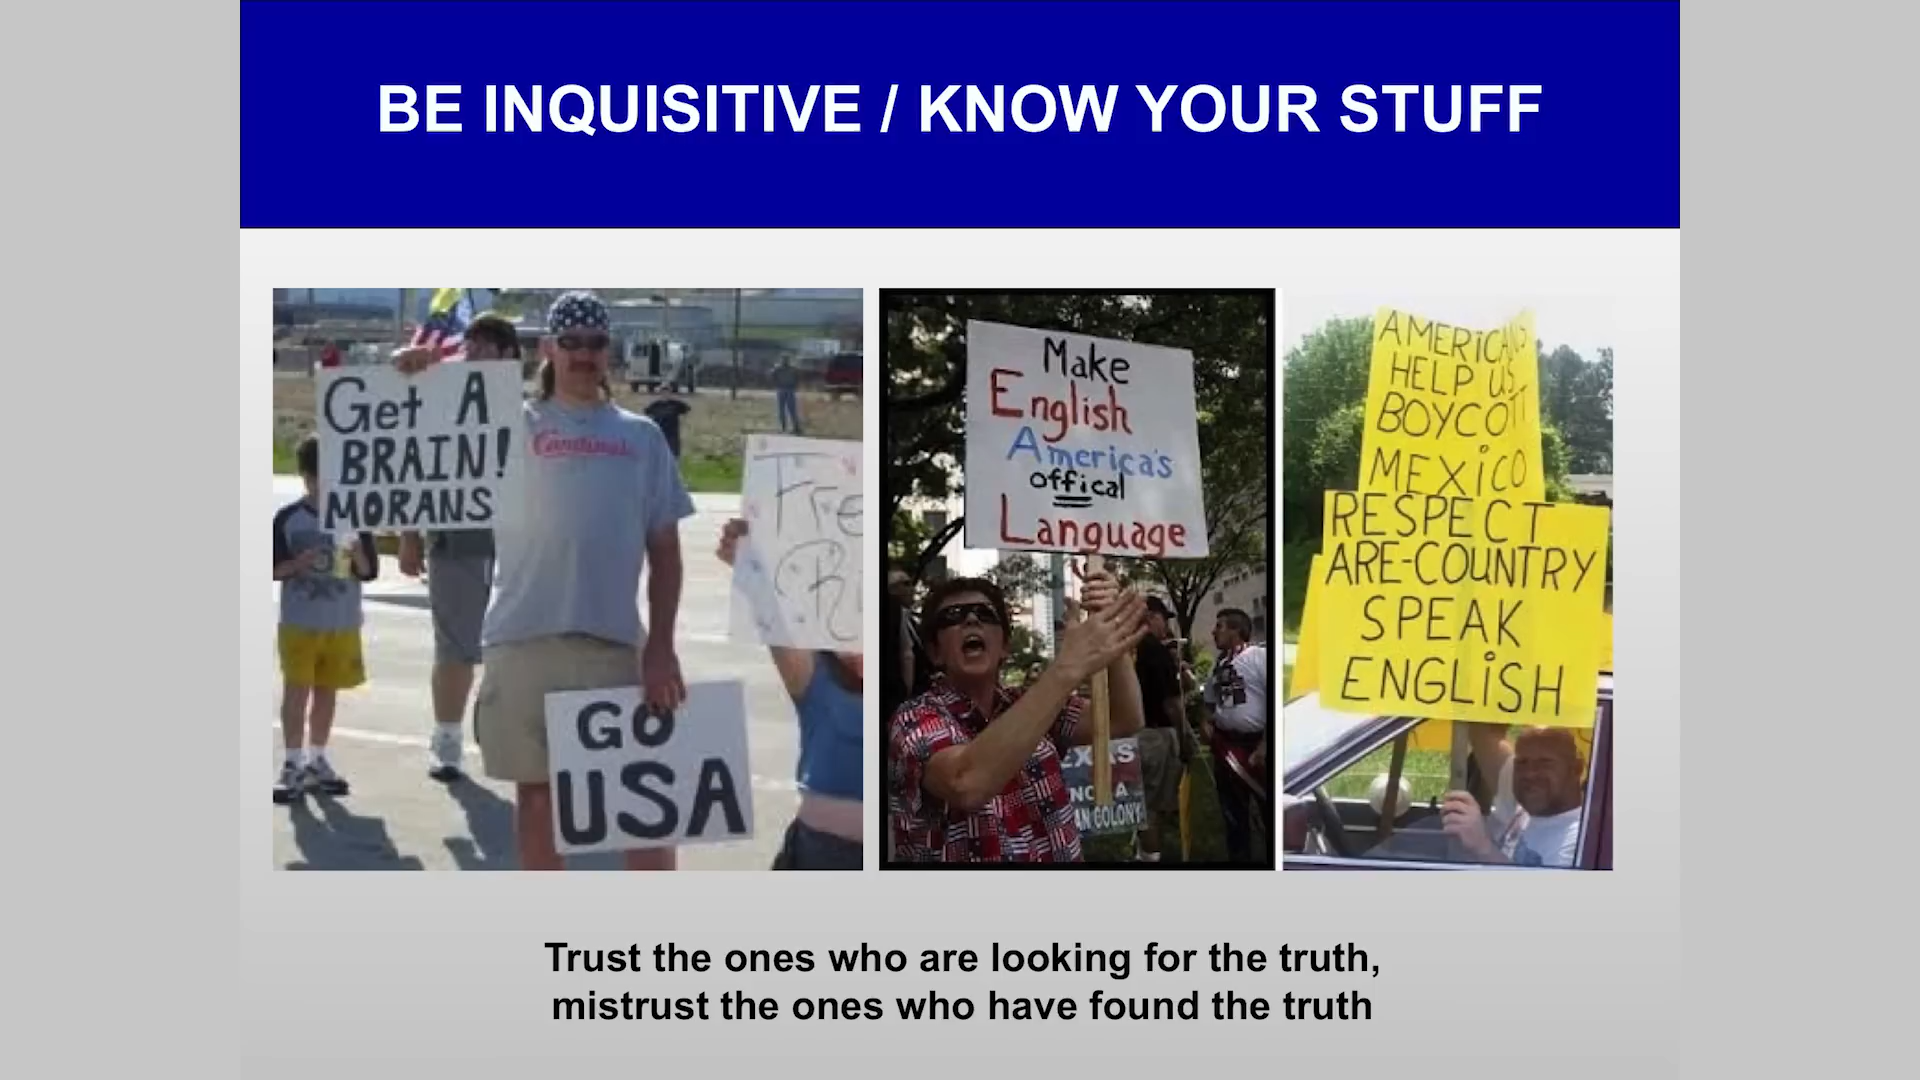 BE INQUISITIVE / KNOW YOUR STUFF
Get A
BRAIN!
MORANS
Cardinals
GO
USA
Make
English
America's
offical
Language
NOT A
COLONY
AMERICANS
HELP US
BOYCOTT
MEXICO
RESPECT
ARE-COUNTRY
SPEAK
ENGLISH
Trust the ones who are looking for the truth,
mistrust the ones who have found the truth